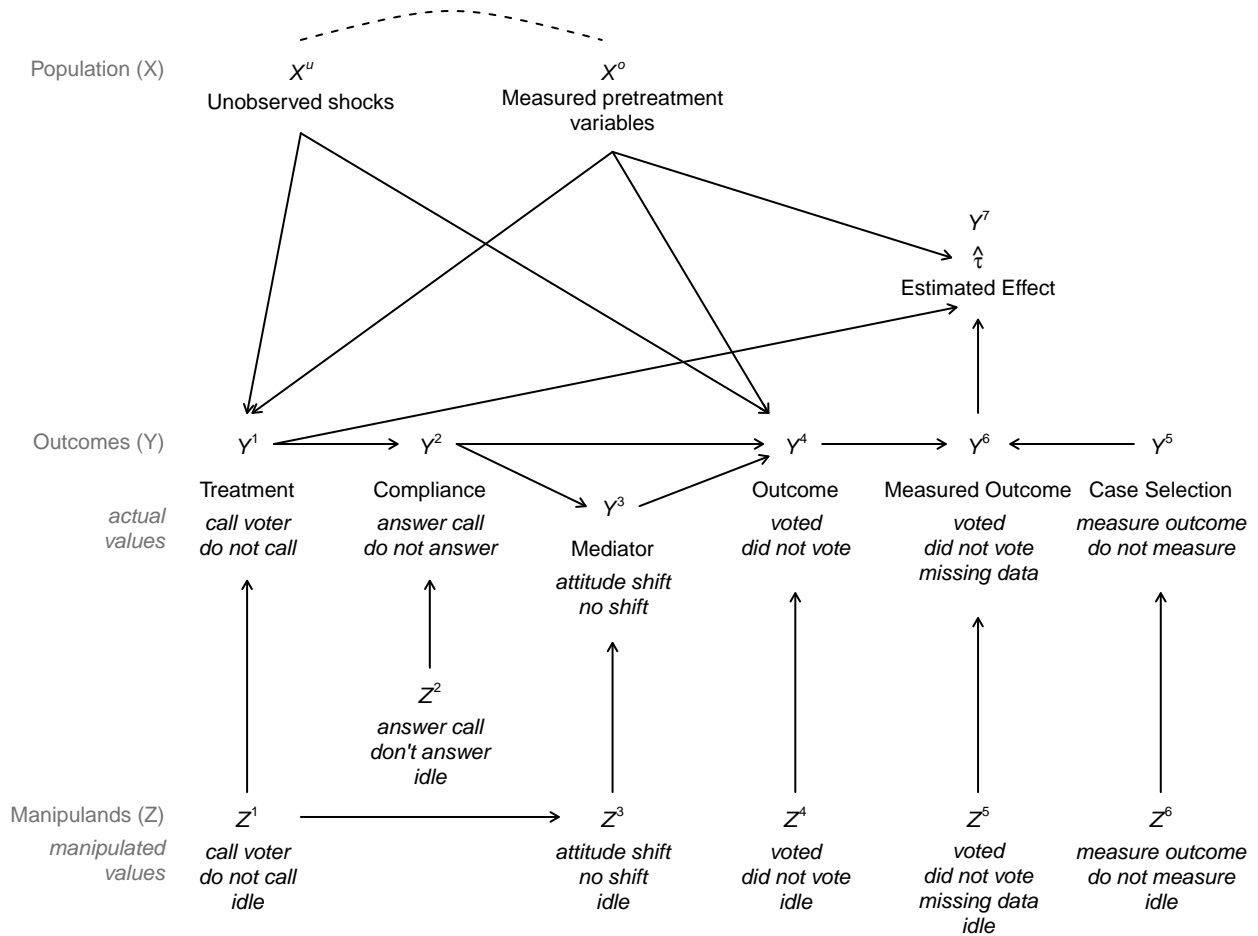 Population (X)
X^u
X^o
Unobserved shocks
Measured pretreatment
variables
Y^7
τ̂
Estimated Effect
Outcomes (Y)
Y^1
Y^2
Y^4
Y^6
Y^5
Treatment
Compliance
Y^3
Outcome
Measured Outcome
Case Selection
actual
values
call voter
do not call
answer call
do not answer
Mediator
voted
did not vote
voted
did not vote
missing data
measure outcome
do not measure
attitude shift
no shift
Z^2
answer call
don't answer
idle
Manipulands (Z)
Z^1
Z^3
Z^4
Z^5
Z^6
manipulated
values
call voter
do not call
idle
attitude shift
no shift
idle
voted
did not vote
idle
voted
did not vote
missing data
idle
measure outcome
do not measure
idle